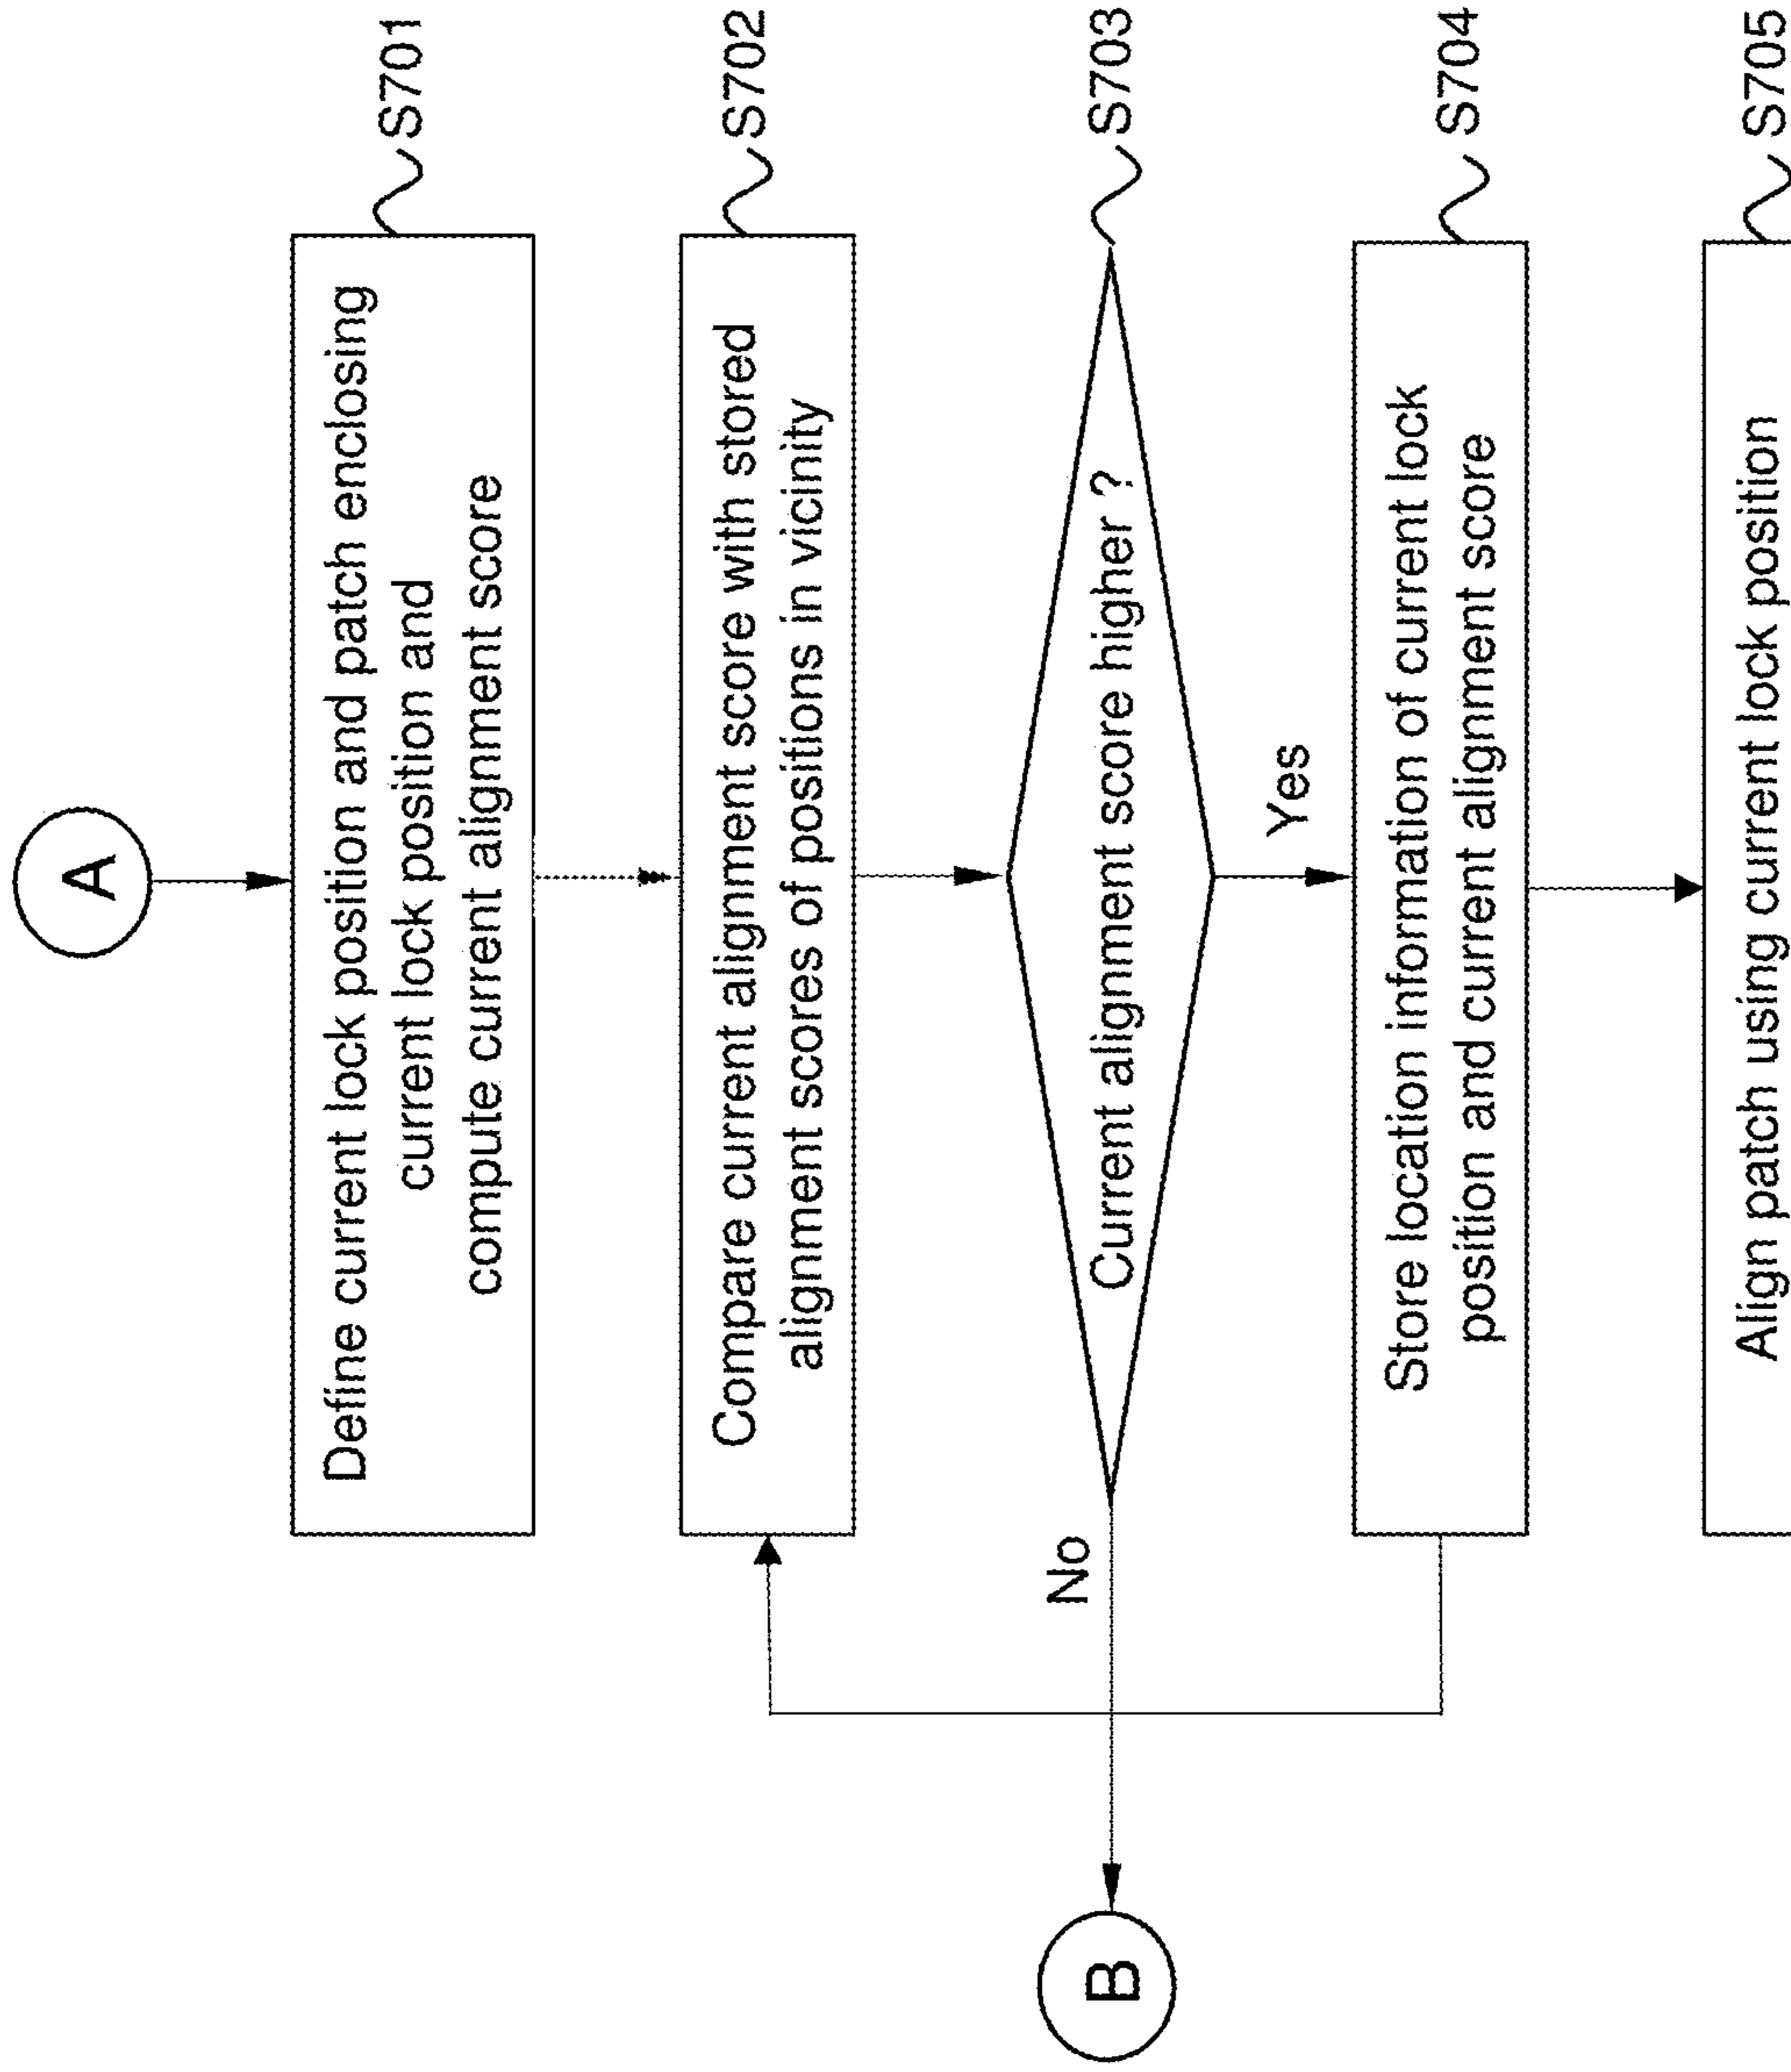 A
Define current lock position and patch enclosing
current lock position and
compute current alignment score
S701
Compare current alignment score with stored
alignment scores of positions in vicinity
S702
Current alignment score higher ?
S703
No
B
Yes
Store location information of current lock
position and current alignment score
S704
Align patch using current lock position
S705